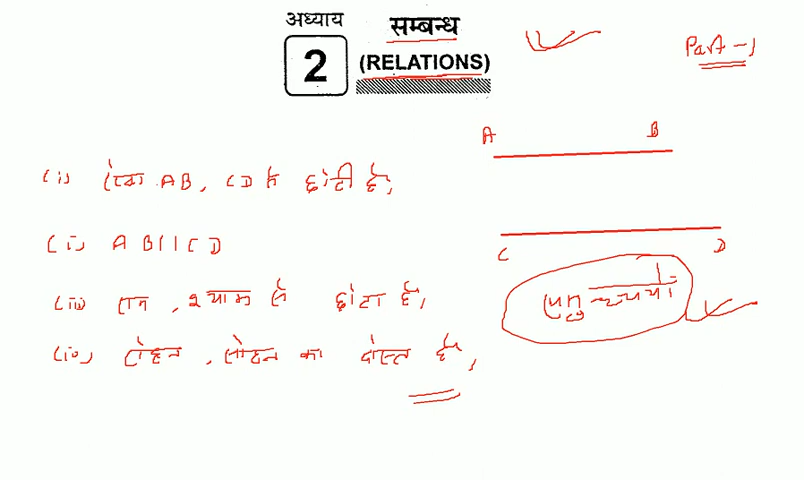 अध्याय
2
सम्बन्ध
(RELATIONS)
Part-1
A B
(i) रेखा AB, CD से छोटी है,
C D
(ii) AB||CD
(iii) राम, श्याम से छोटा है,
(iv) रोहन, सोहन का दोस्त है,